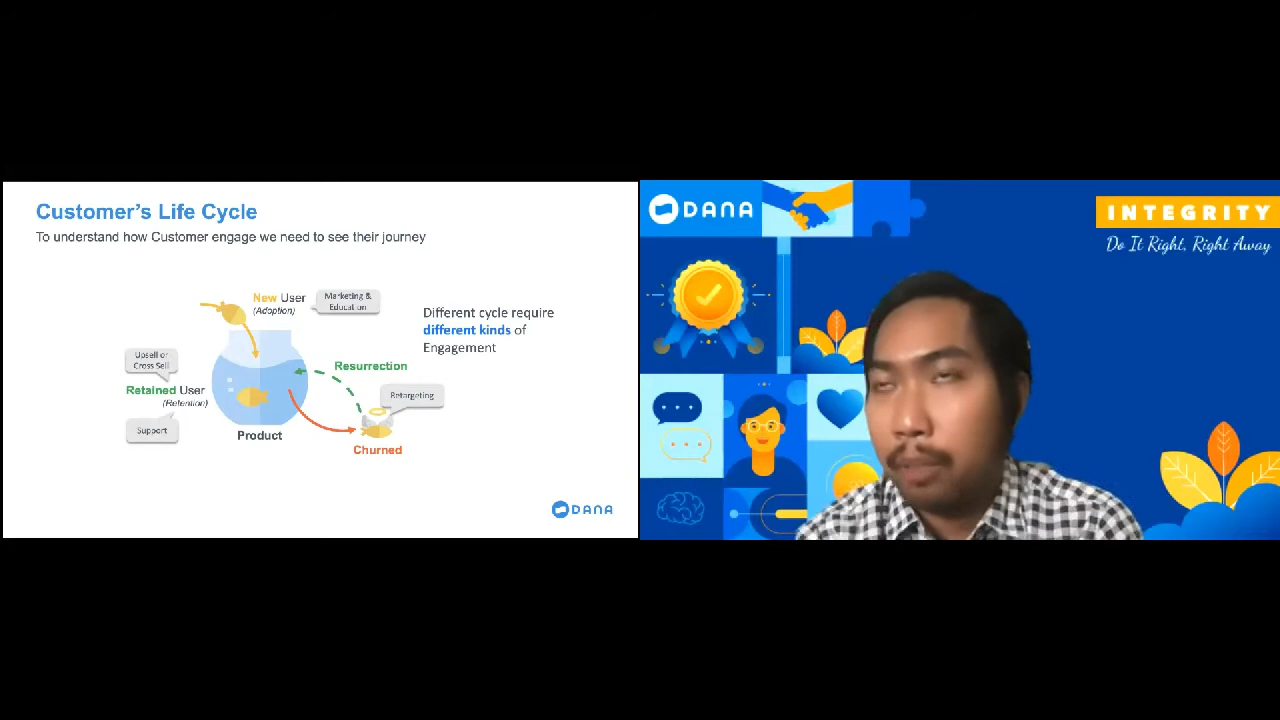 Customer's Life Cycle
To understand how Customer engage we need to see their journey
New User
(Adoption)
Marketing &
Education
Different cycle require
different kinds of
Engagement
Upsell or
Cross Sell
Resurrection
Retained User
(Retention)
Retargeting
Support
Product
Churned
DANA
DANA
INTEGRITY
Do It Right, Right Away